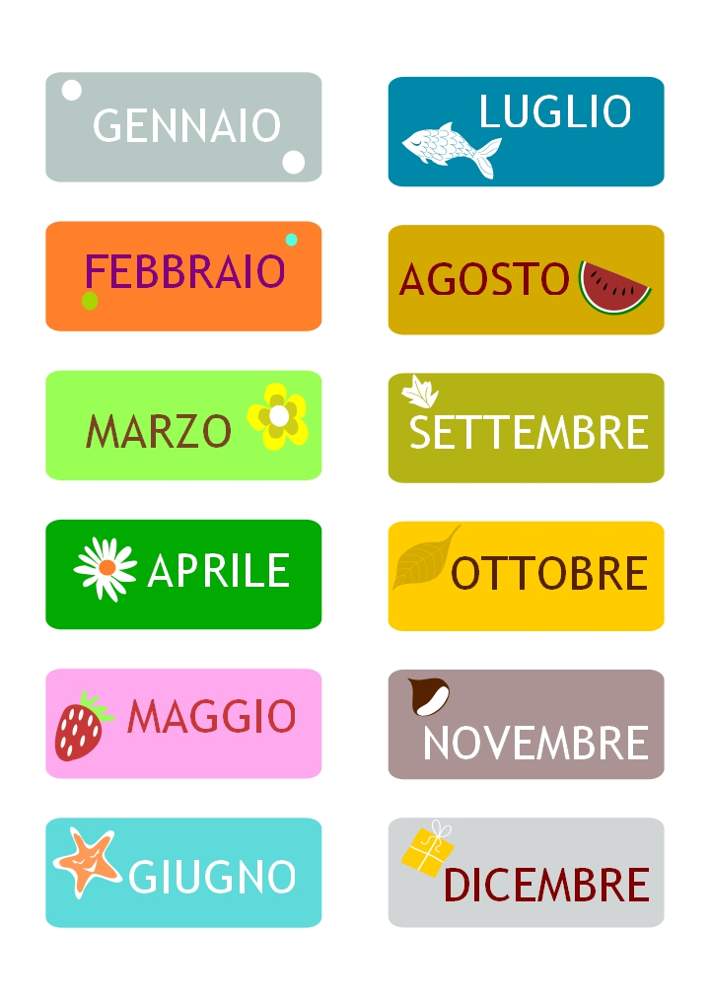 GENNAIO
FEBBRAIO
MARZO
APRILE
MAGGIO
GIUGNO
LUGLIO
AGOSTO
SETTEMBRE
OTTOBRE
NOVEMBRE
DICEMBRE